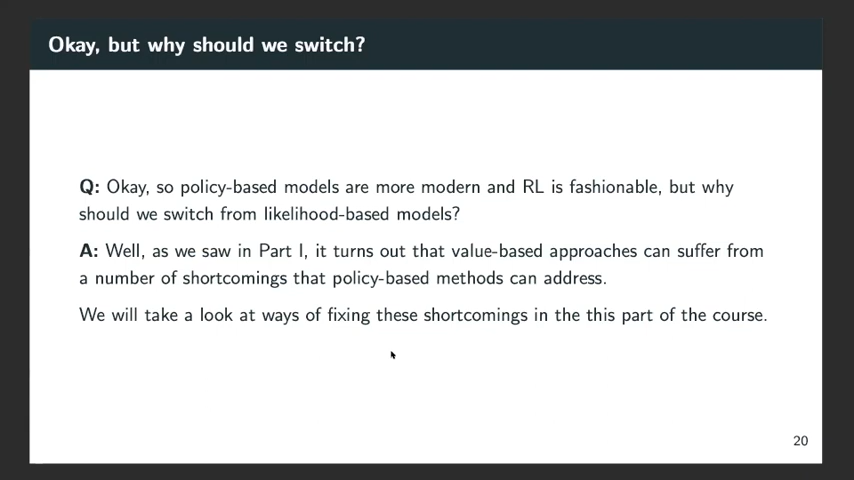 Okay, but why should we switch?
Q: Okay, so policy-based models are more modern and RL is fashionable, but why
should we switch from likelihood-based models?
A: Well, as we saw in Part I, it turns out that value-based approaches can suffer from
a number of shortcomings that policy-based methods can address.
We will take a look at ways of fixing these shortcomings in the this part of the course.
20